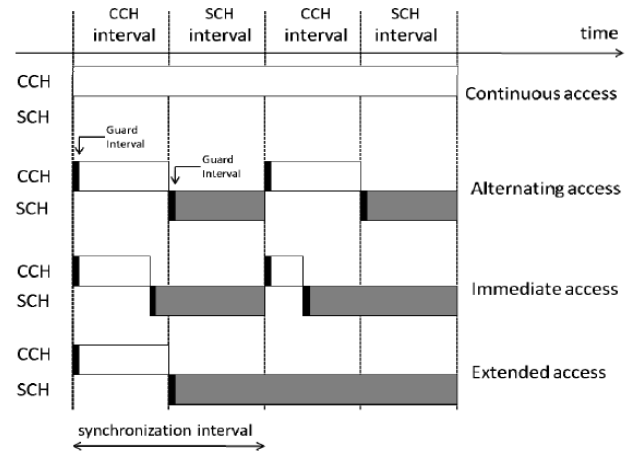 CCH interval SCH interval CCH interval SCH interval time
CCH
SCH
Continuous access
Guard Interval
Guard Interval
CCH
SCH
Alternating access
CCH
SCH
Immediate access
CCH
SCH
Extended access
synchronization interval